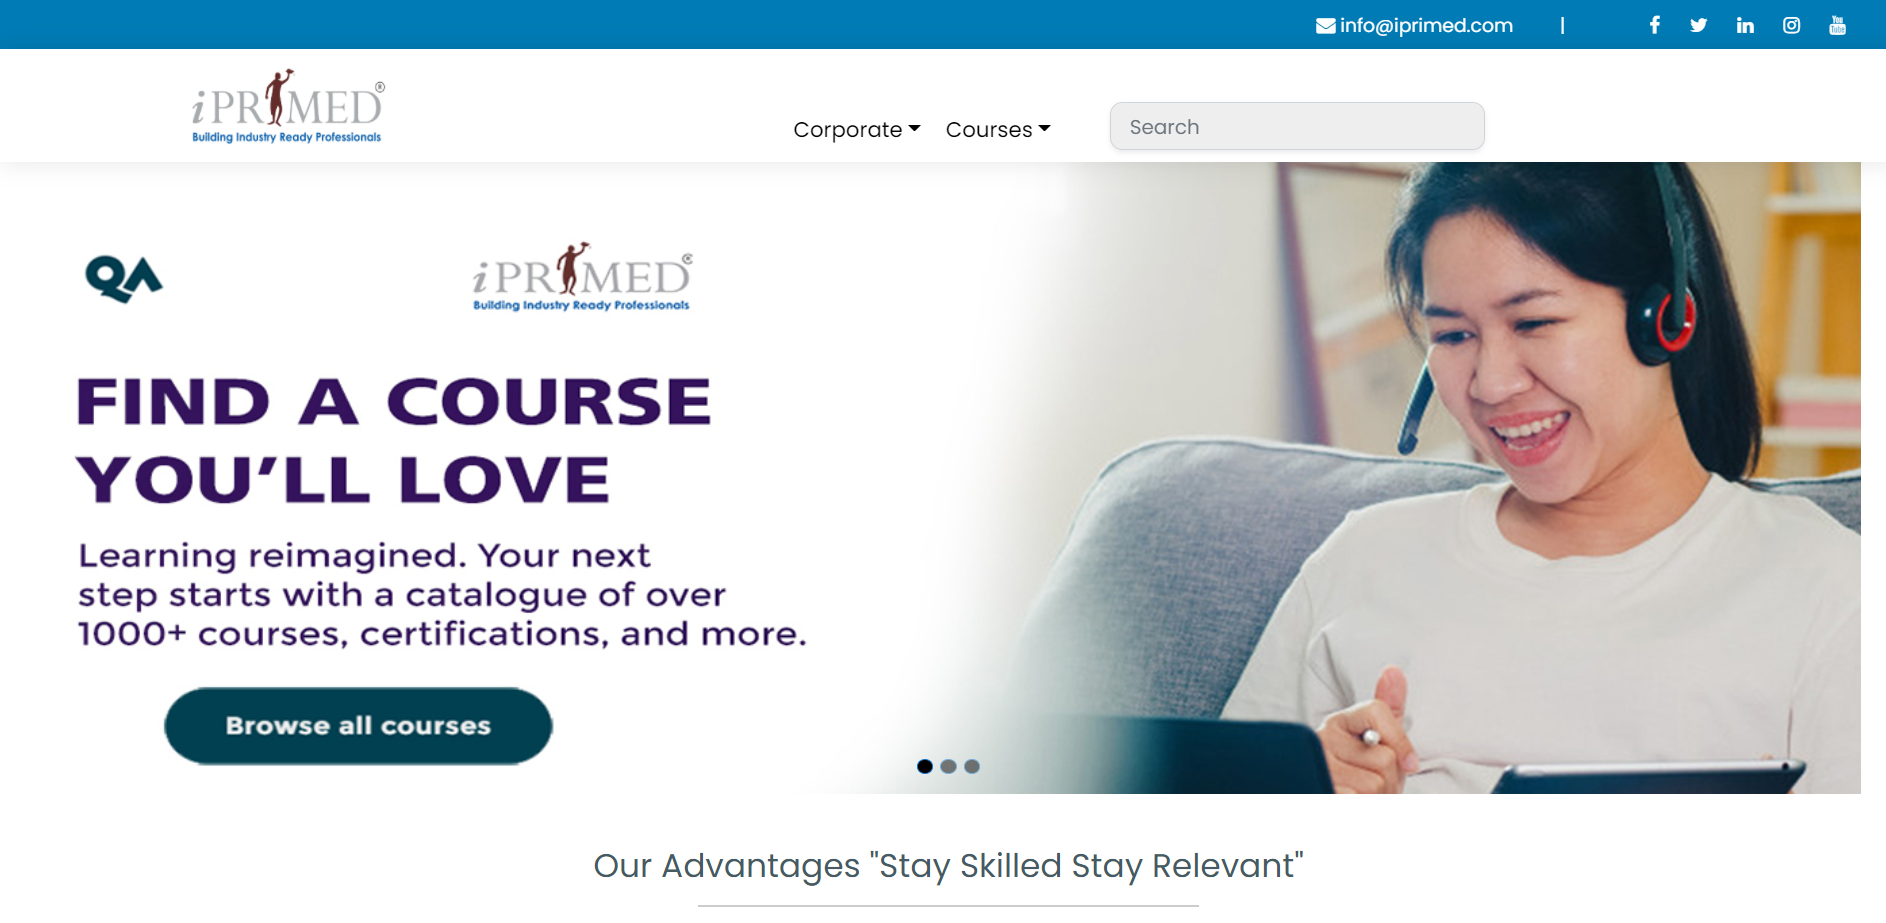 info@iprimed.com |
iPRIMED®
Building Industry Ready Professionals
Corporate Courses Search
QA
iPRIMED®
Building Industry Ready Professionals
FIND A COURSE
YOU'LL LOVE
Learning reimagined. Your next
step starts with a catalogue of over
1000+ courses, certifications, and more.
Browse all courses
Our Advantages "Stay Skilled Stay Relevant"